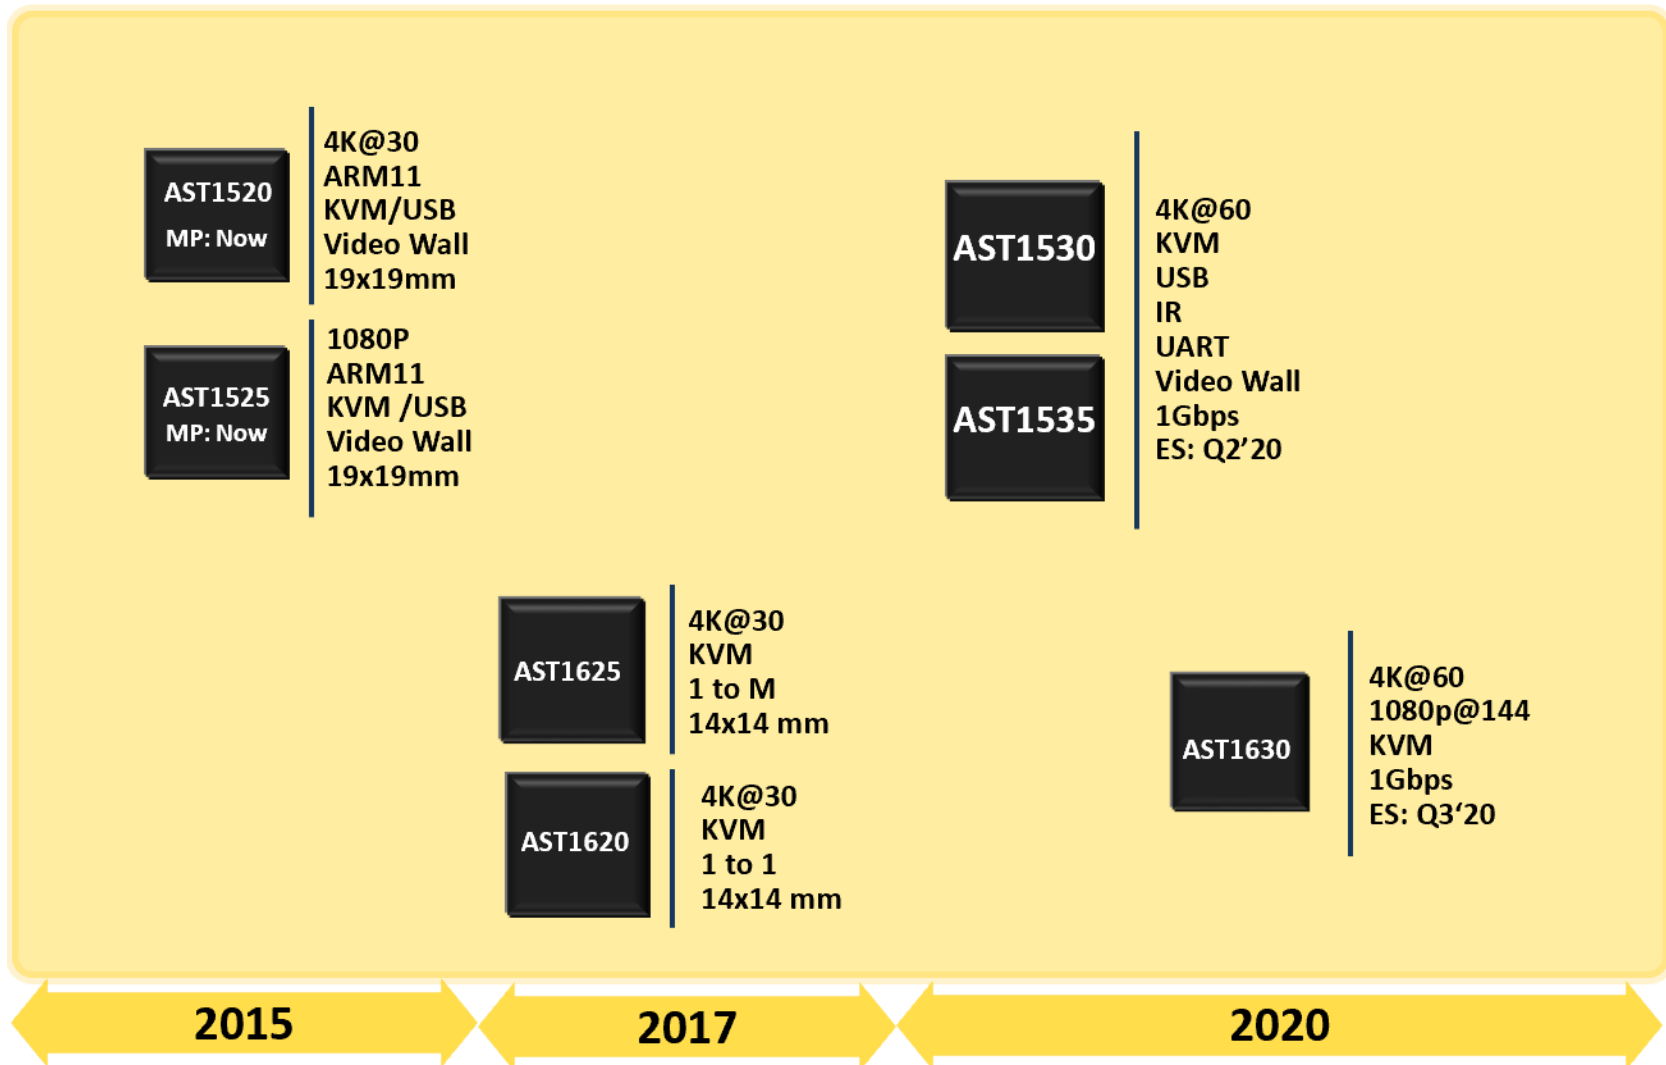 AST1520
MP: Now
4K@30
ARM11
KVM/USB
Video Wall
19x19mm
AST1525
MP: Now
1080P
ARM11
KVM /USB
Video Wall
19x19mm
AST1530
AST1535
4K@60
KVM
USB
IR
UART
Video Wall
1Gbps
ES: Q2’20
AST1625
4K@30
KVM
1 to M
14x14 mm
AST1620
4K@30
KVM
1 to 1
14x14 mm
AST1630
4K@60
1080p@144
KVM
1Gbps
ES: Q3‘20
2015
2017
2020